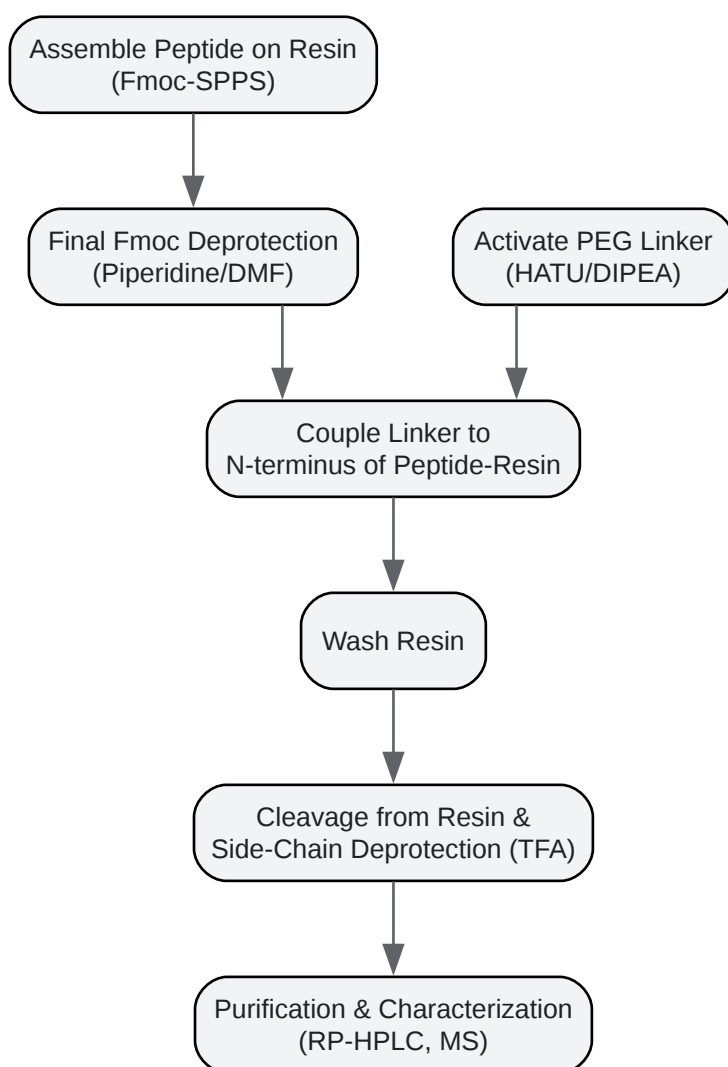 Assemble Peptide on Resin
(Fmoc-SPPS)
Final Fmoc Deprotection
(Piperidine/DMF)
Activate PEG Linker
(HATU/DIPEA)
Couple Linker to
N-terminus of Peptide-Resin
Wash Resin
Cleavage from Resin &
Side-Chain Deprotection (TFA)
Purification & Characterization
(RP-HPLC, MS)